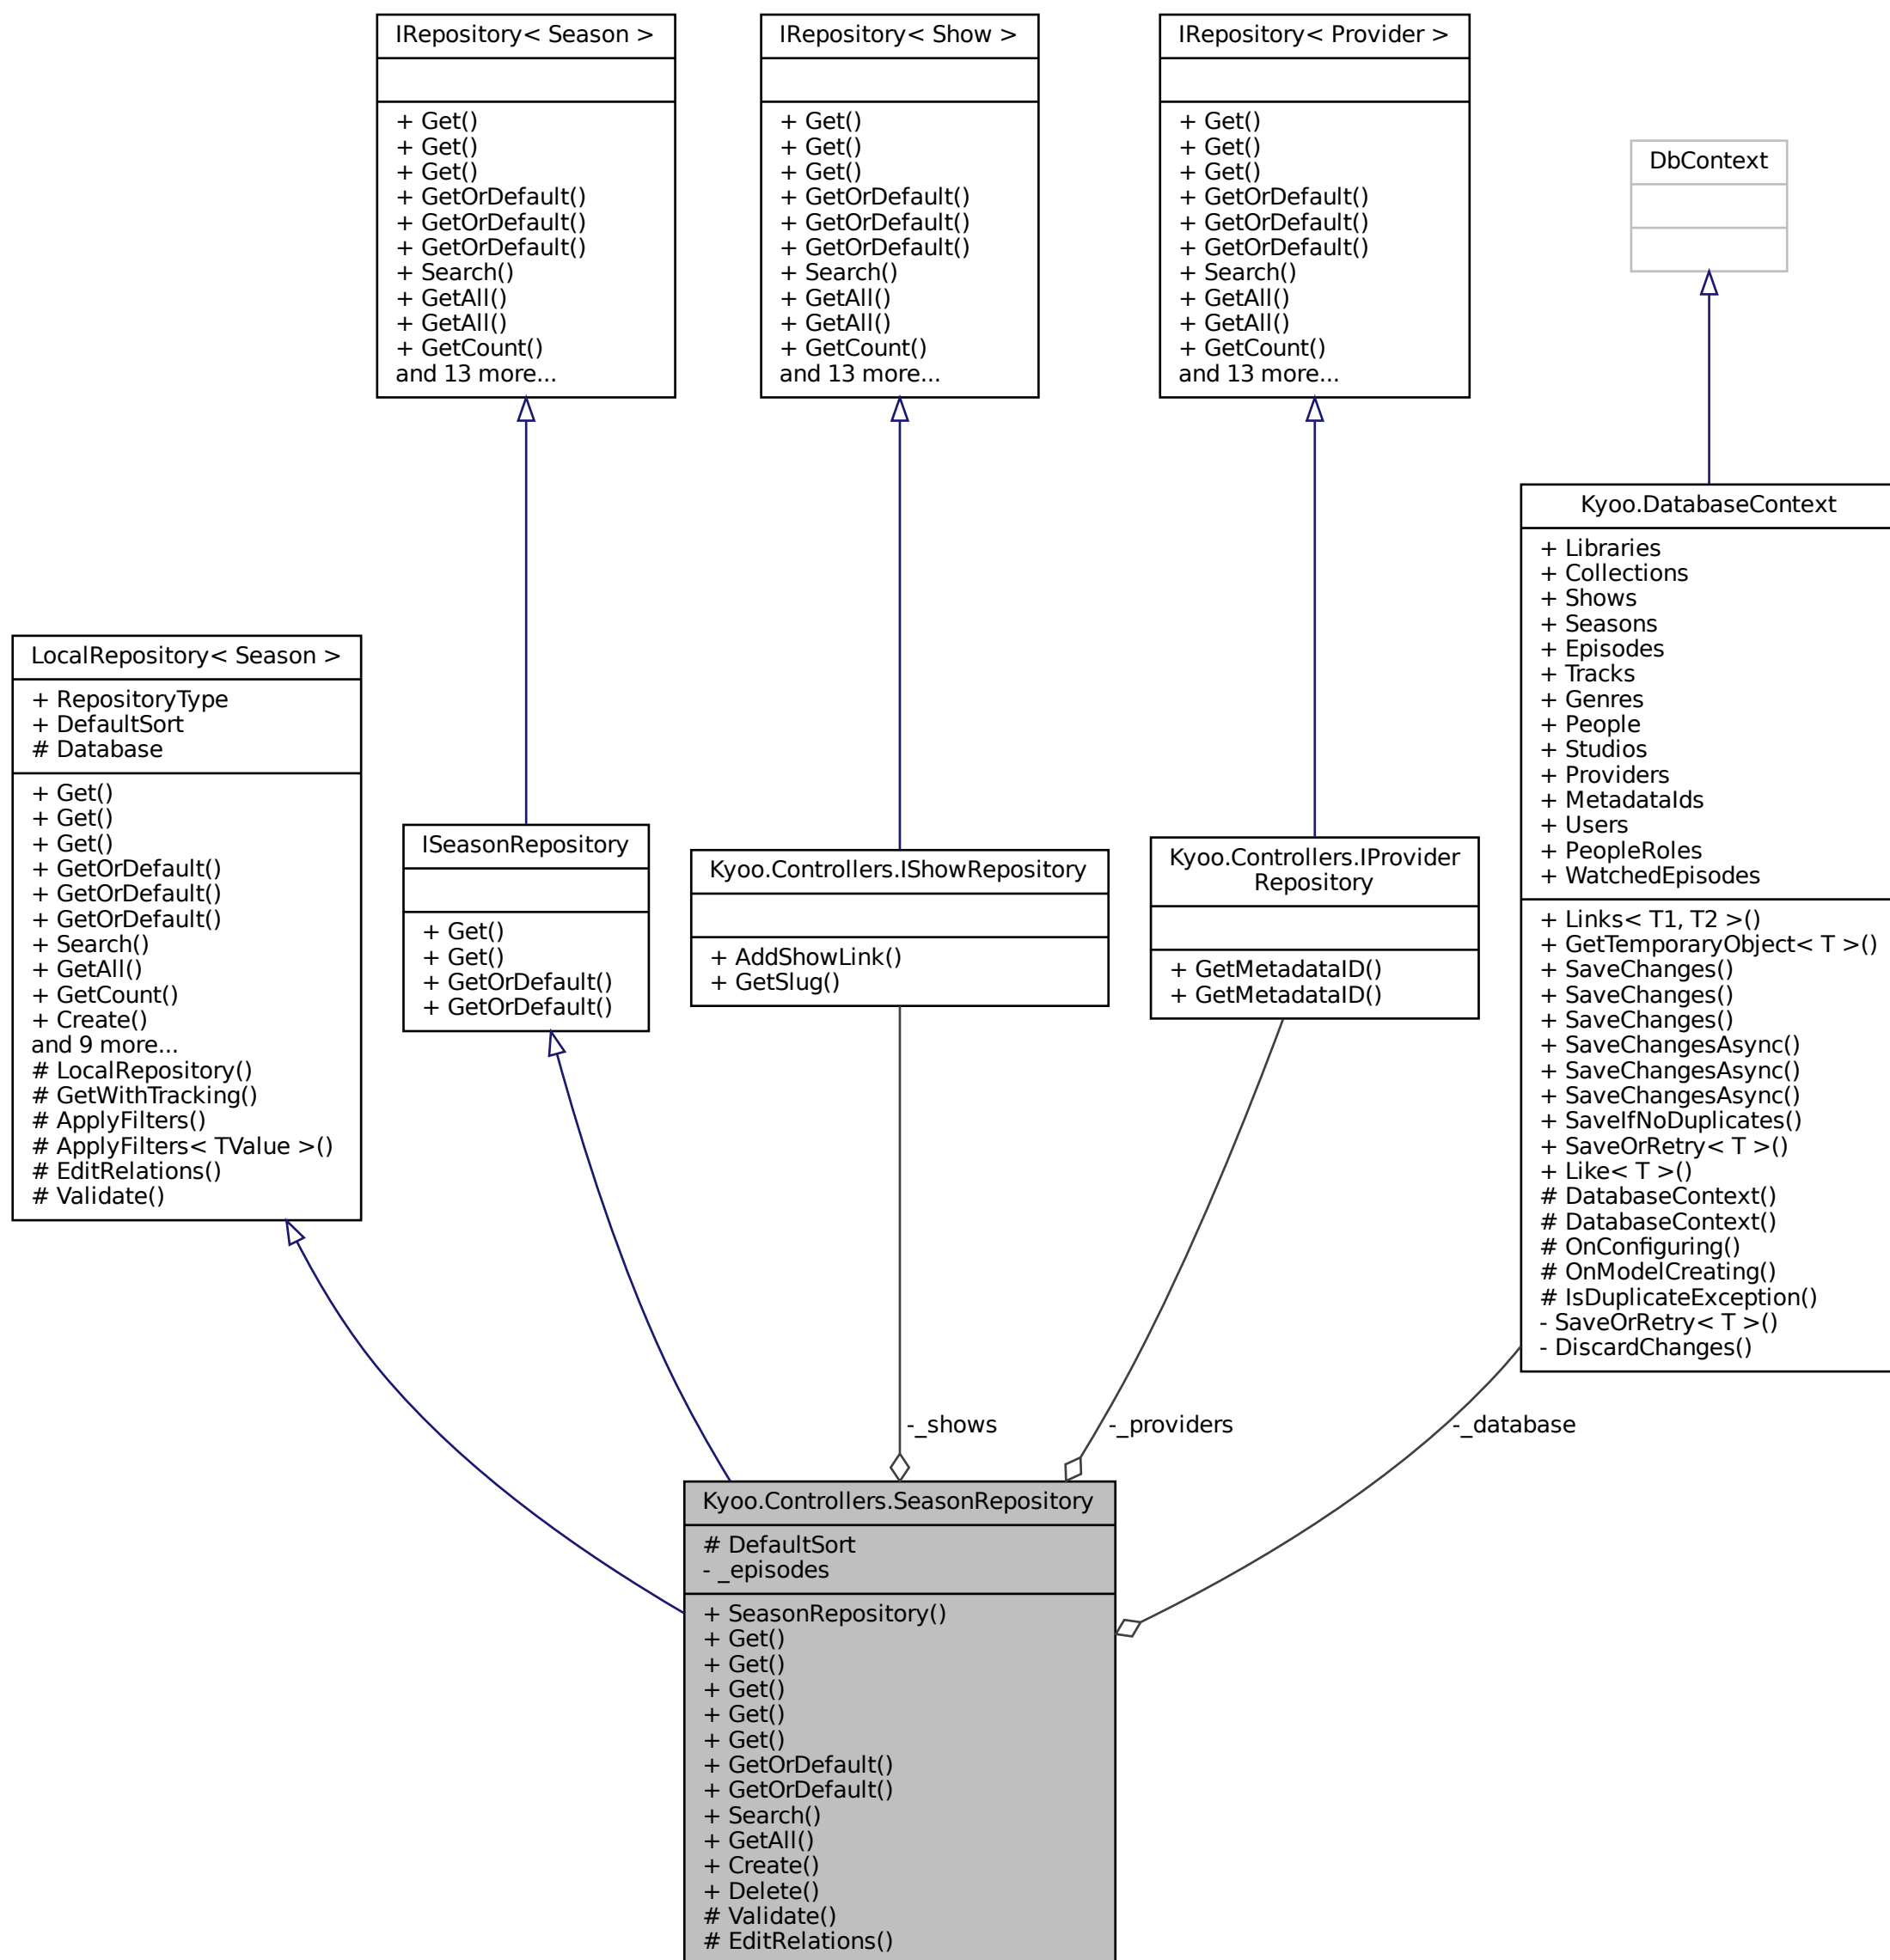 IRepository< Season >
+ Get()
+ Get()
+ Get()
+ GetOrDefault()
+ GetOrDefault()
+ GetOrDefault()
+ Search()
+ GetAll()
+ GetAll()
+ GetCount()
and 13 more...
IRepository< Show >
+ Get()
+ Get()
+ Get()
+ GetOrDefault()
+ GetOrDefault()
+ GetOrDefault()
+ Search()
+ GetAll()
+ GetAll()
+ GetCount()
and 13 more...
IRepository< Provider >
+ Get()
+ Get()
+ Get()
+ GetOrDefault()
+ GetOrDefault()
+ GetOrDefault()
+ Search()
+ GetAll()
+ GetAll()
+ GetCount()
and 13 more...
DbContext
LocalRepository< Season >
+ RepositoryType
+ DefaultSort
# Database
+ Get()
+ Get()
+ Get()
+ GetOrDefault()
+ GetOrDefault()
+ GetOrDefault()
+ Search()
+ GetAll()
+ GetCount()
+ Create()
and 9 more...
# LocalRepository()
# GetWithTracking()
# ApplyFilters()
# ApplyFilters< TValue >()
# EditRelations()
# Validate()
ISeasonRepository
+ Get()
+ Get()
+ GetOrDefault()
+ GetOrDefault()
Kyoo.Controllers.IShowRepository
+ AddShowLink()
+ GetSlug()
Kyoo.Controllers.IProvider
Repository
+ GetMetadataID()
+ GetMetadataID()
Kyoo.DatabaseContext
+ Libraries
+ Collections
+ Shows
+ Seasons
+ Episodes
+ Tracks
+ Genres
+ People
+ Studios
+ Providers
+ MetadataIds
+ Users
+ PeopleRoles
+ WatchedEpisodes
+ Links< T1, T2 >()
+ GetTemporaryObject< T >()
+ SaveChanges()
+ SaveChanges()
+ SaveChanges()
+ SaveChangesAsync()
+ SaveChangesAsync()
+ SaveChangesAsync()
+ SaveIfNoDuplicates()
+ SaveOrRetry< T >()
+ Like< T >()
# DatabaseContext()
# DatabaseContext()
# OnConfiguring()
# OnModelCreating()
# IsDuplicateException()
- SaveOrRetry< T >()
- DiscardChanges()
-_shows
-_providers
-_database
Kyoo.Controllers.SeasonRepository
# DefaultSort
- _episodes
+ SeasonRepository()
+ Get()
+ Get()
+ Get()
+ Get()
+ Get()
+ GetOrDefault()
+ GetOrDefault()
+ Search()
+ GetAll()
+ Create()
+ Delete()
# Validate()
# EditRelations()